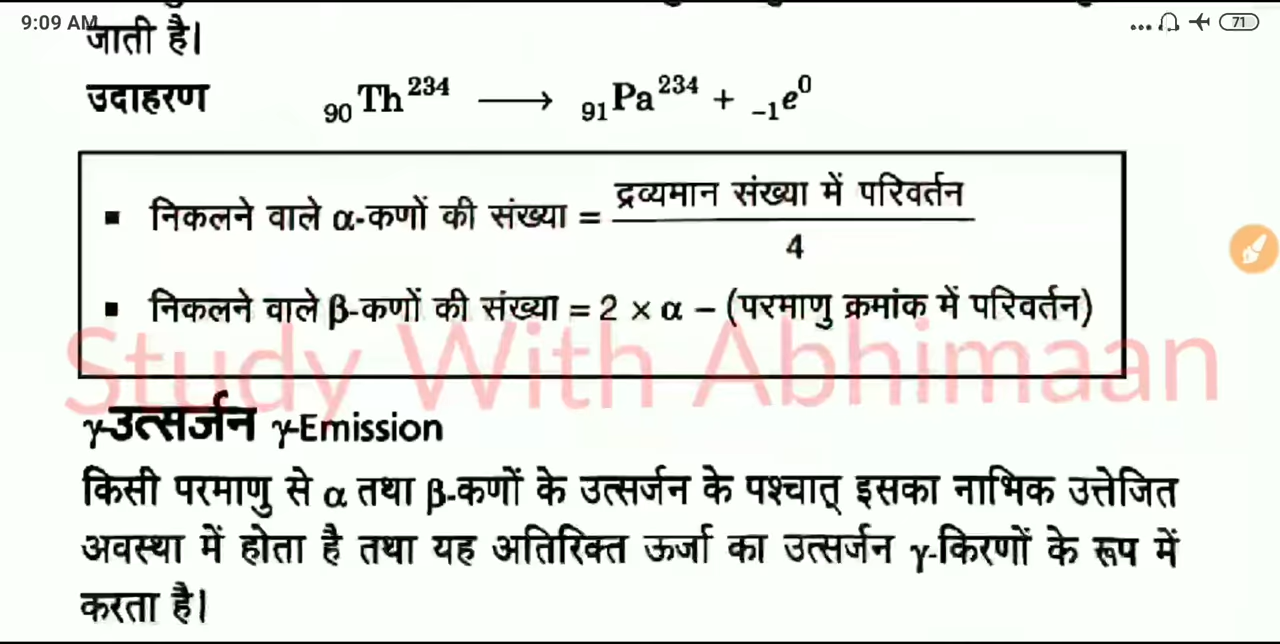 9:09 AM ... 71
जाती है।
उदाहरण ₉₀Th²³⁴ ⟶ ₉₁Pa²³⁴ + ₋₁e⁰
▪ निकलने वाले α-कणों की संख्या = द्रव्यमान संख्या में परिवर्तन
4
▪ निकलने वाले β-कणों की संख्या = 2 × α – (परमाणु क्रमांक में परिवर्तन)
Study With Abhimaan
γ-उत्सर्जन γ-Emission
किसी परमाणु से α तथा β-कणों के उत्सर्जन के पश्चात् इसका नाभिक उत्तेजित
अवस्था में होता है तथा यह अतिरिक्त ऊर्जा का उत्सर्जन γ-किरणों के रूप में
करता है।